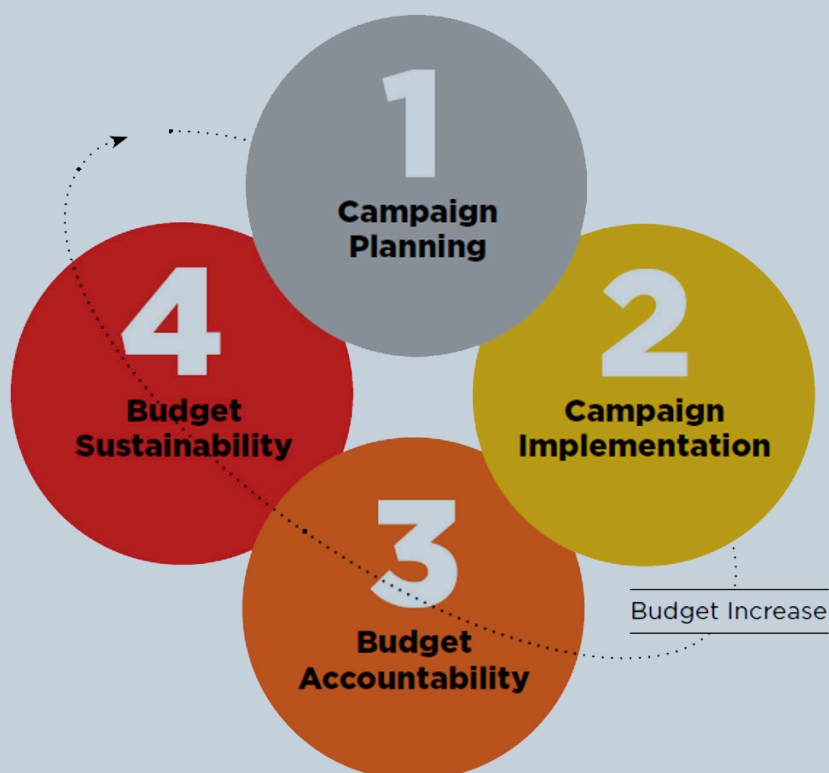 1
Campaign
Planning
2
Campaign
Implementation
Budget Increase
3
Budget
Accountability
4
Budget
Sustainability